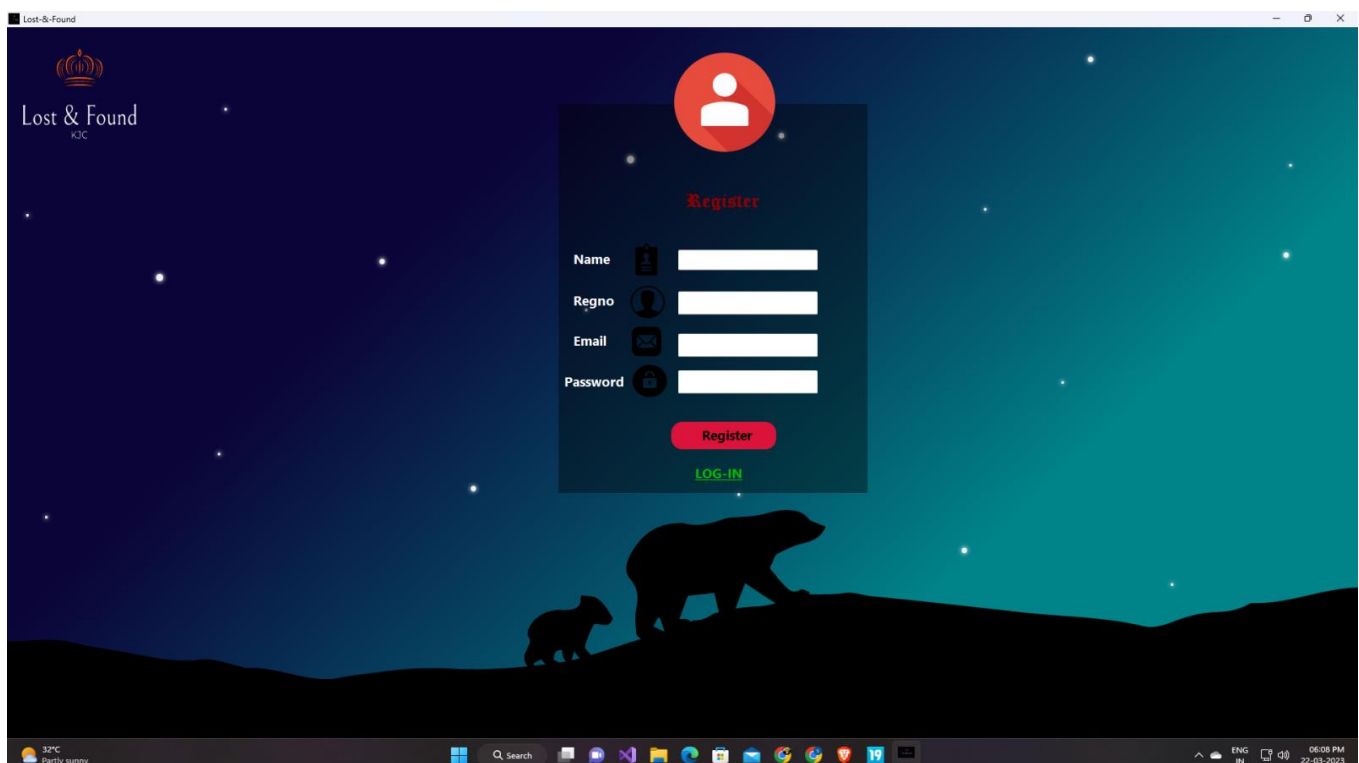 Lost-&-Found
Lost & Found
KJC
Register
Name
Regno
Email
Password
Register
LOG-IN
32°C
Partly sunny
Search
19
ENG
IN
06:08 PM
22-03-2023